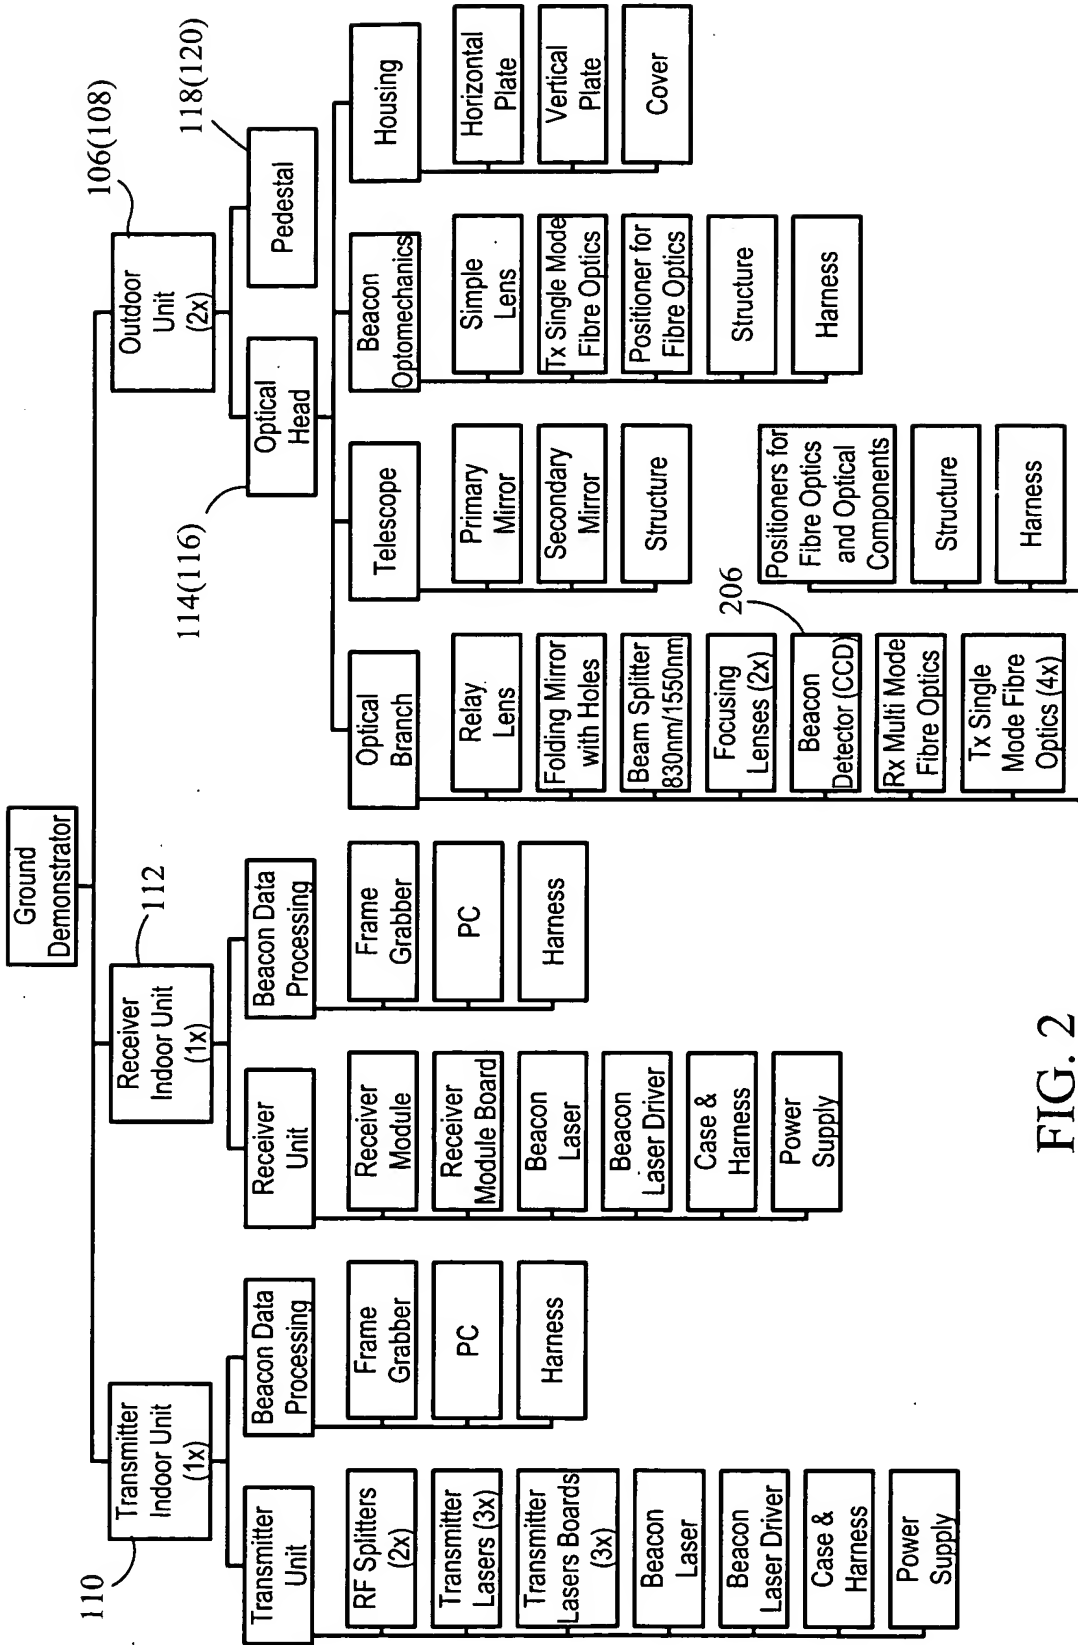 Ground
Demonstrator
110
Transmitter
Indoor Unit
(1x)
Receiver
Indoor Unit
(1x)
112
Outdoor
Unit
(2x)
106(108)
Transmitter
Unit
Beacon Data
Processing
Receiver
Unit
Beacon Data
Processing
114(116)
Optical
Head
Pedestal
118(120)
RF Splitters
(2x)
Transmitter
Lasers (3x)
Transmitter
Lasers Boards
(3x)
Beacon
Laser
Beacon
Laser Driver
Case &
Harness
Power
Supply
Frame
Grabber
PC
Harness
Receiver
Module
Receiver
Module Board
Beacon
Laser
Beacon
Laser Driver
Case &
Harness
Power
Supply
Frame
Grabber
PC
Harness
Optical
Branch
Telescope
Beacon
Optomechanics
Housing
Relay
Lens
Folding Mirror
with Holes
Beam Splitter
830nm/1550nm
Focusing
Lenses (2x)
Beacon
Detector (CCD)
206
Rx Multi Mode
Fibre Optics
Tx Single
Mode Fibre
Optics (4x)
Positioners for
Fibre Optics
and Optical
Components
Structure
Harness
Primary
Mirror
Secondary
Mirror
Structure
Simple
Lens
Tx Single Mode
Fibre Optics
Positioner for
Fibre Optics
Structure
Harness
Horizontal
Plate
Vertical
Plate
Cover
FIG. 2